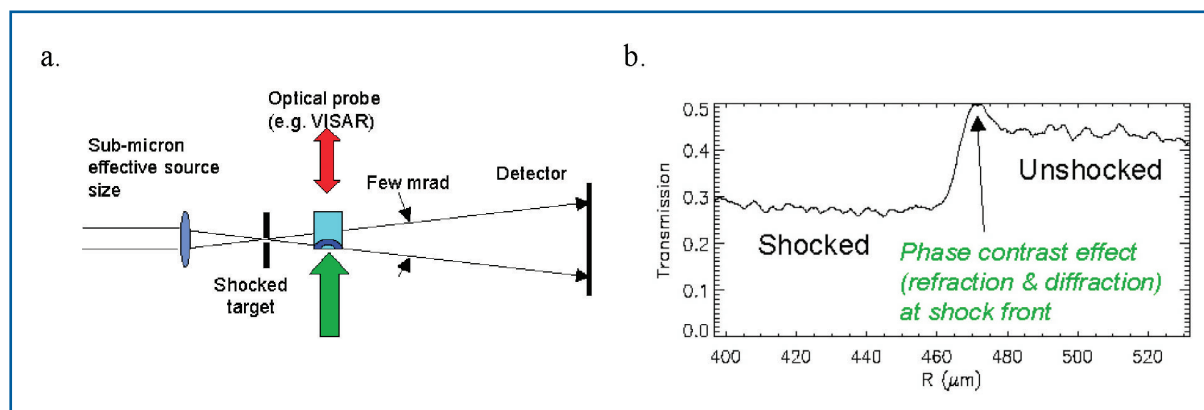 a.
Optical probe
(e.g. VISAR)
Sub-micron
effective source
size
Few mrad
Detector
Shocked
target
b.
0.5
0.4
0.3
0.2
0.1
0.0
Transmission
Unshocked
Shocked
Phase contrast effect
(refraction & diffraction)
at shock front
400 420 440 460 480 500 520
R (μm)